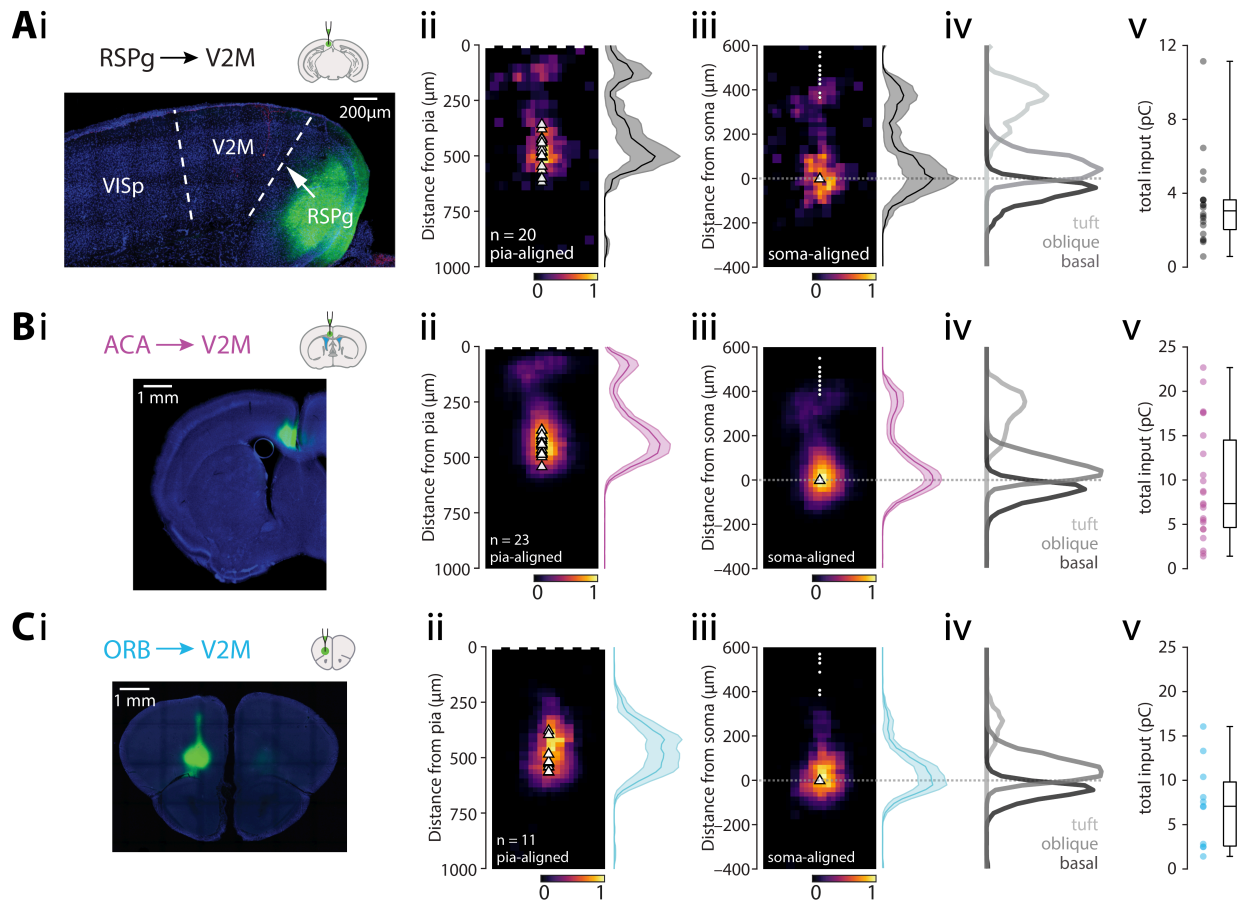 Ai
RSPg → V2M
200μm
V2M
VISp
RSPg
ii
0
250
500
750
1000
Distance from pia (μm)
n = 20
pia-aligned
0 1
iii
600
400
200
0
−200
−400
Distance from soma (μm)
soma-aligned
0 1
iv
tuft
oblique
basal
v
12
8
4
0
total input (pC)
Bi
ACA → V2M
1 mm
ii
0
250
500
750
1000
Distance from pia (μm)
n = 23
pia-aligned
0 1
iii
600
400
200
0
−200
−400
Distance from soma (μm)
soma-aligned
0 1
iv
tuft
oblique
basal
v
25
20
15
10
5
0
total input (pC)
Ci
ORB → V2M
1 mm
ii
0
250
500
750
1000
Distance from pia (μm)
n = 11
pia-aligned
0 1
iii
600
400
200
0
−200
−400
Distance from soma (μm)
soma-aligned
0 1
iv
tuft
oblique
basal
v
25
20
15
10
5
0
total input (pC)